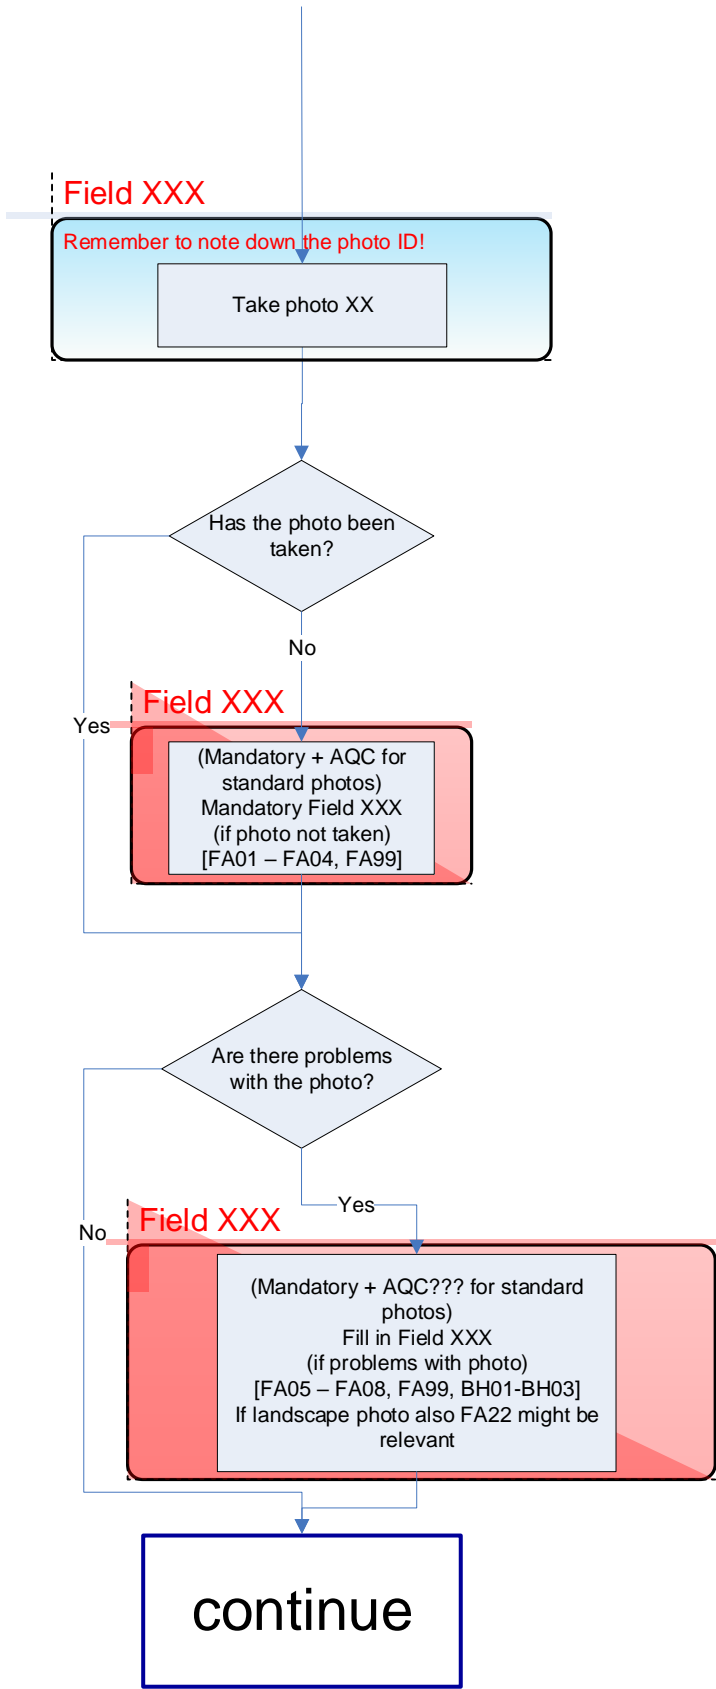 Field XXX
Remember to note down the photo ID!
Take photo XX
Has the photo been
taken?
No
Field XXX
Yes
(Mandatory + AQC for
standard photos)
Mandatory Field XXX
(if photo not taken)
[FA01 – FA04, FA99]
Are there problems
with the photo?
Yes
Field XXX
No
(Mandatory + AQC??? for standard
photos)
Fill in Field XXX
(if problems with photo)
[FA05 – FA08, FA99, BH01-BH03]
If landscape photo also FA22 might be
relevant
continue